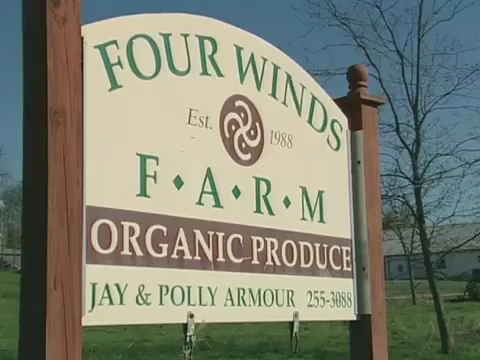 FOUR WINDS
Est. 1988
F•A•R•M
ORGANIC PRODUCE
JAY & POLLY ARMOUR 255-3088